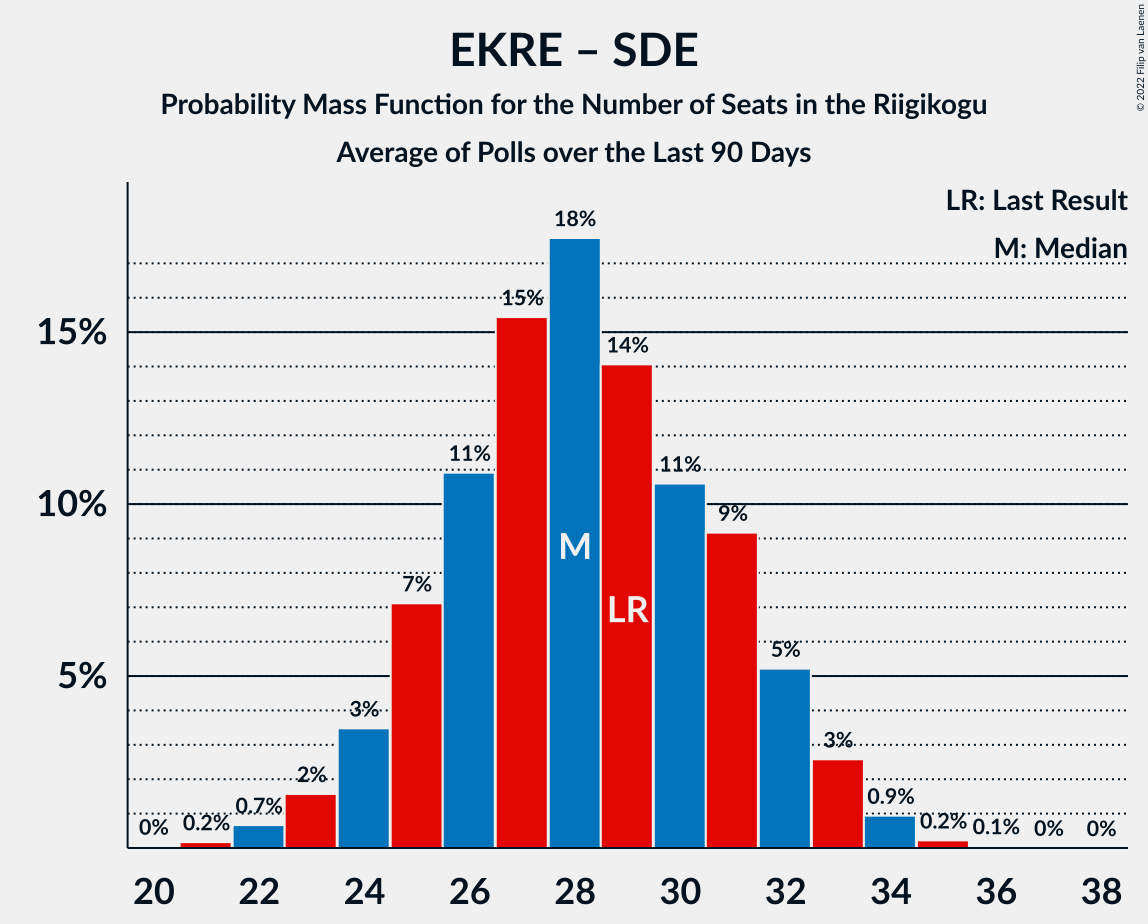 EKRE – SDE
Probability Mass Function for the Number of Seats in the Riigikogu
Average of Polls over the Last 90 Days
© 2022 Filip van Laenen
LR: Last Result
M: Median
15%
10%
5%
0%
0.2%
0.7%
2%
3%
7%
11%
15%
18%
14%
11%
9%
5%
3%
0.9%
0.2%
0.1%
0%
0%
M
LR
20 22 24 26 28 30 32 34 36 38